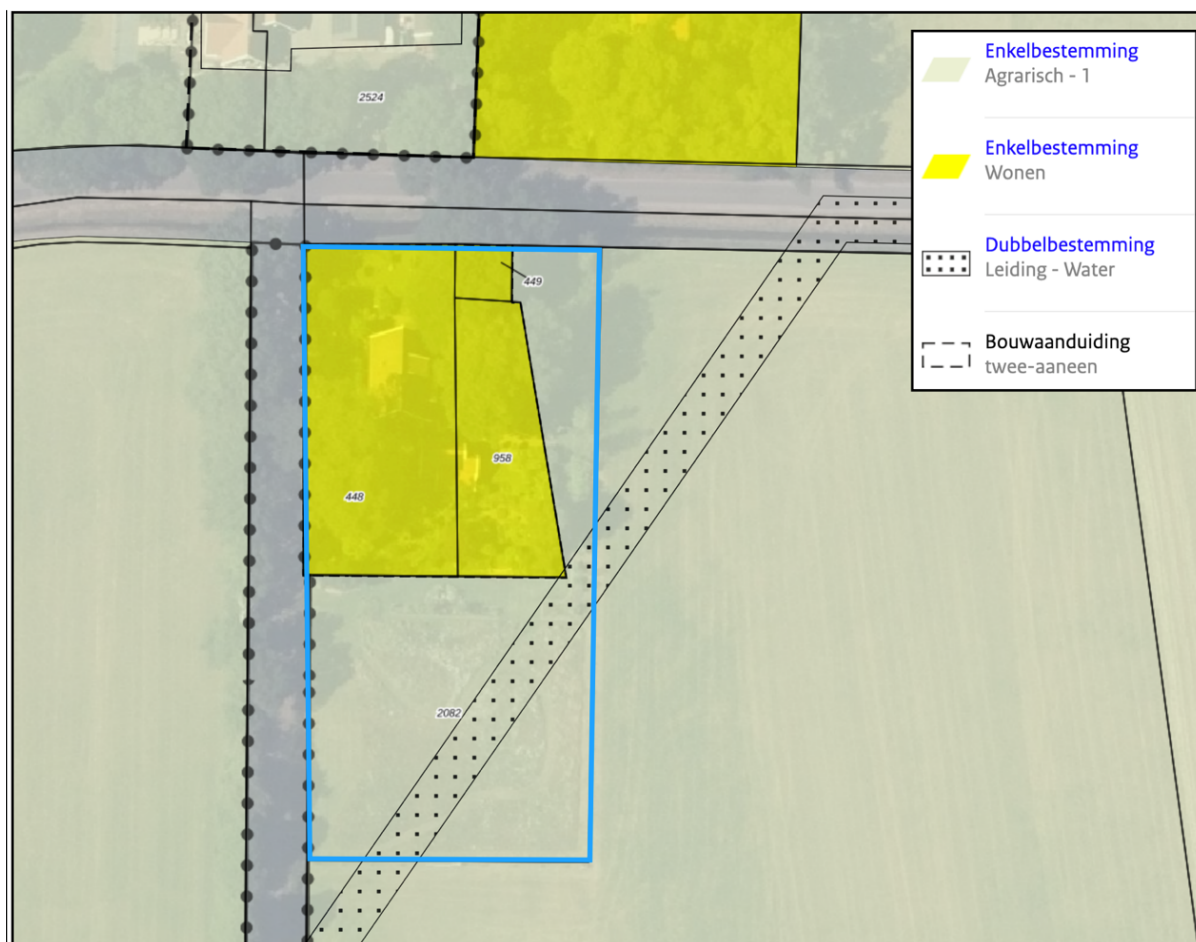 2524
449
958
448
2082
Enkelbestemming
Agrarisch - 1
Enkelbestemming
Wonen
Dubbelbestemming
Leiding - Water
Bouwaanduiding
twee-aaneen